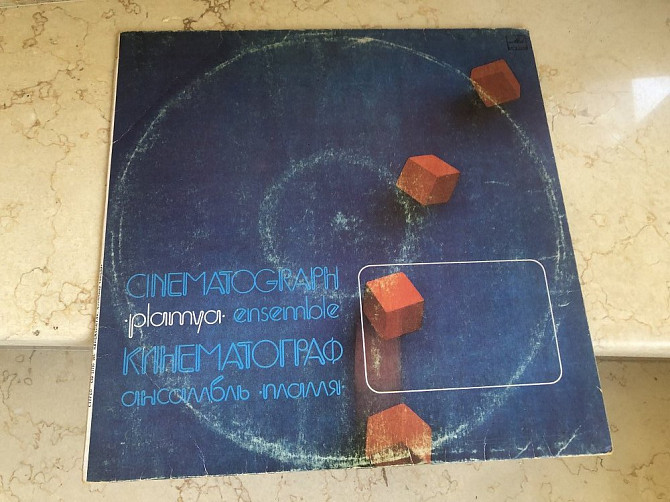 CINEMATOGRAPH
·plamya· ensemble
КИНЕМАТОГРАФ
ансамбль ·пламя·